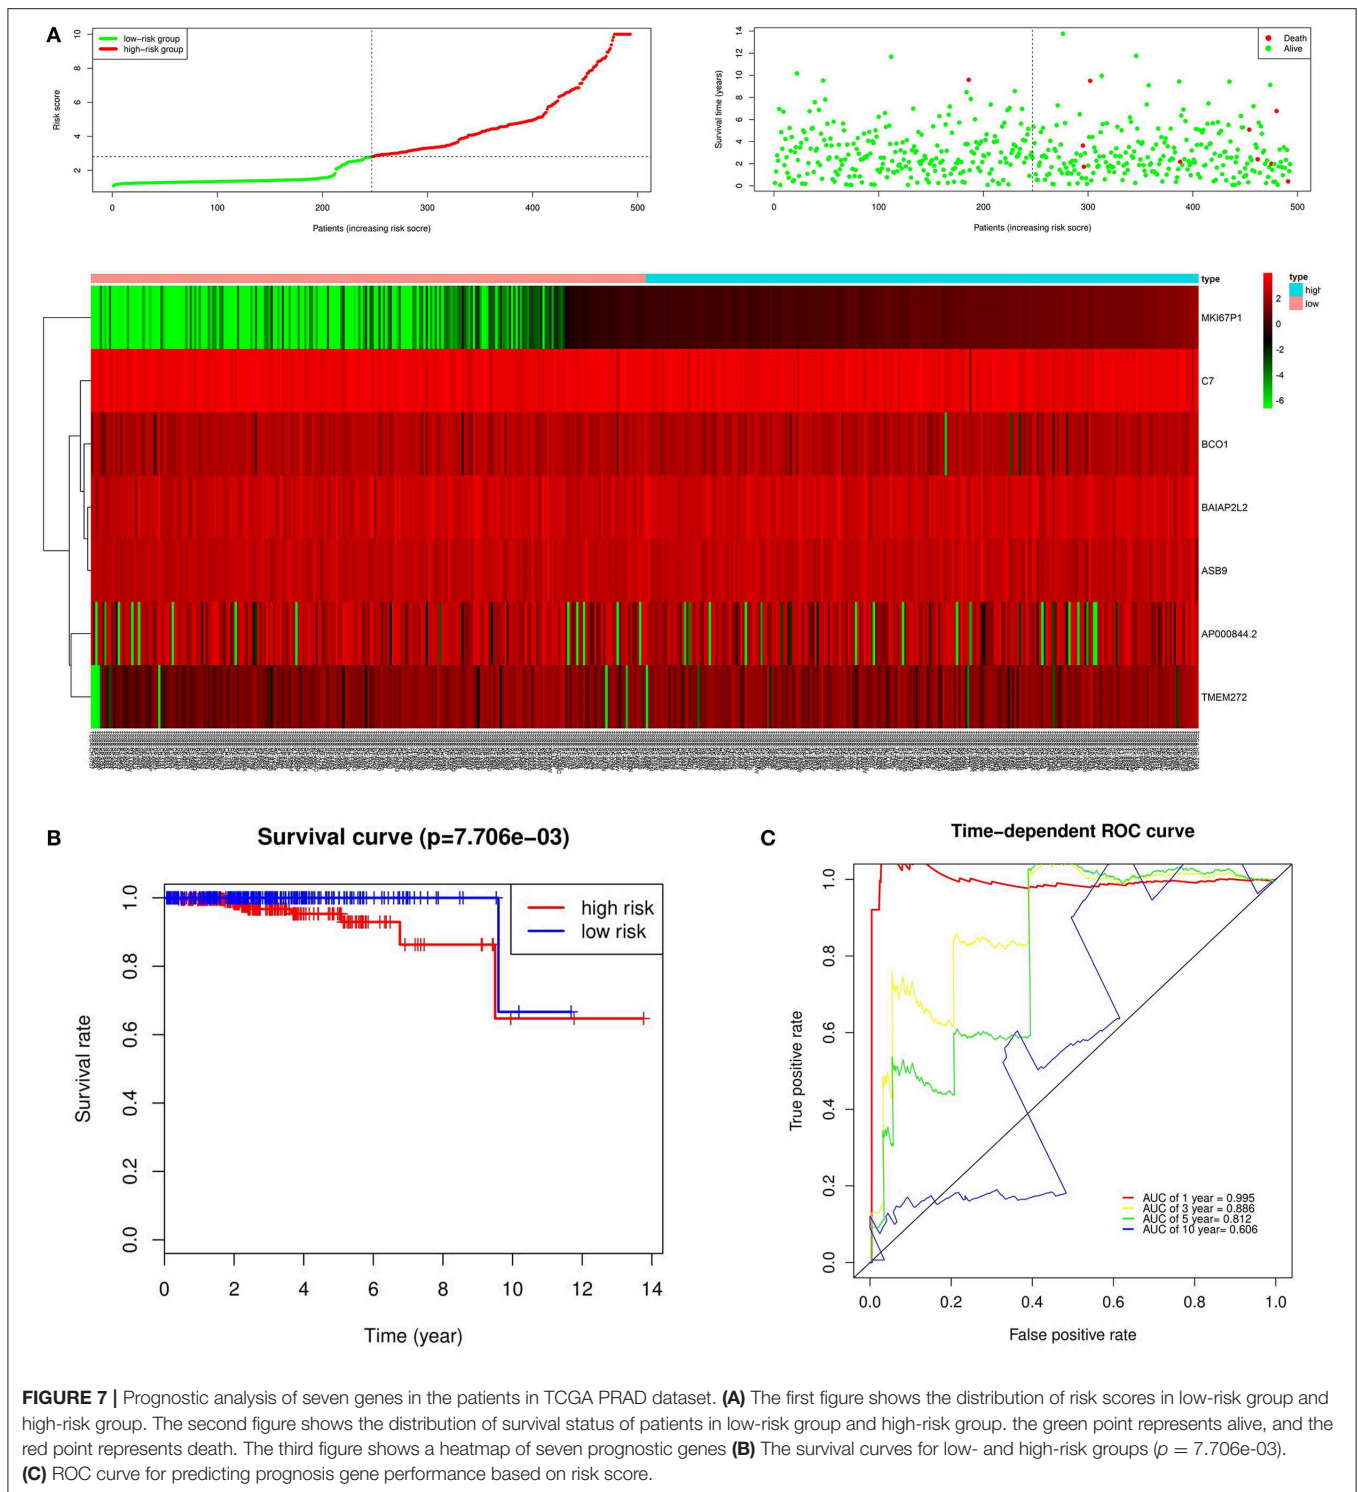 A
low-risk group
high-risk group
Risk score
10
8
6
4
2
0
100
200
300
400
500
Patients (increasing risk socre)
Death
Alive
Survival time (years)
14
12
10
8
6
4
2
0
0
100
200
300
400
500
Patients (increasing risk socre)
type
MKI67P1
C7
BCO1
BAIAP2L2
ASB9
AP000844.2
TMEM272
2
0
-2
-4
-6
type
high
low
B
Survival curve (p=7.706e−03)
high risk
low risk
Survival rate
1.0
0.8
0.6
0.4
0.2
0.0
0 2 4 6 8 10 12 14
Time (year)
C
Time−dependent ROC curve
True positive rate
1.0
0.8
0.6
0.4
0.2
0.0
AUC of 1 year = 0.995
AUC of 3 year = 0.886
AUC of 5 year= 0.812
AUC of 10 year= 0.606
0.0 0.2 0.4 0.6 0.8 1.0
False positive rate
FIGURE 7 | Prognostic analysis of seven genes in the patients in TCGA PRAD dataset. (A) The first figure shows the distribution of risk scores in low-risk group and
high-risk group. The second figure shows the distribution of survival status of patients in low-risk group and high-risk group. the green point represents alive, and the
red point represents death. The third figure shows a heatmap of seven prognostic genes (B) The survival curves for low- and high-risk groups (p = 7.706e-03).
(C) ROC curve for predicting prognosis gene performance based on risk score.